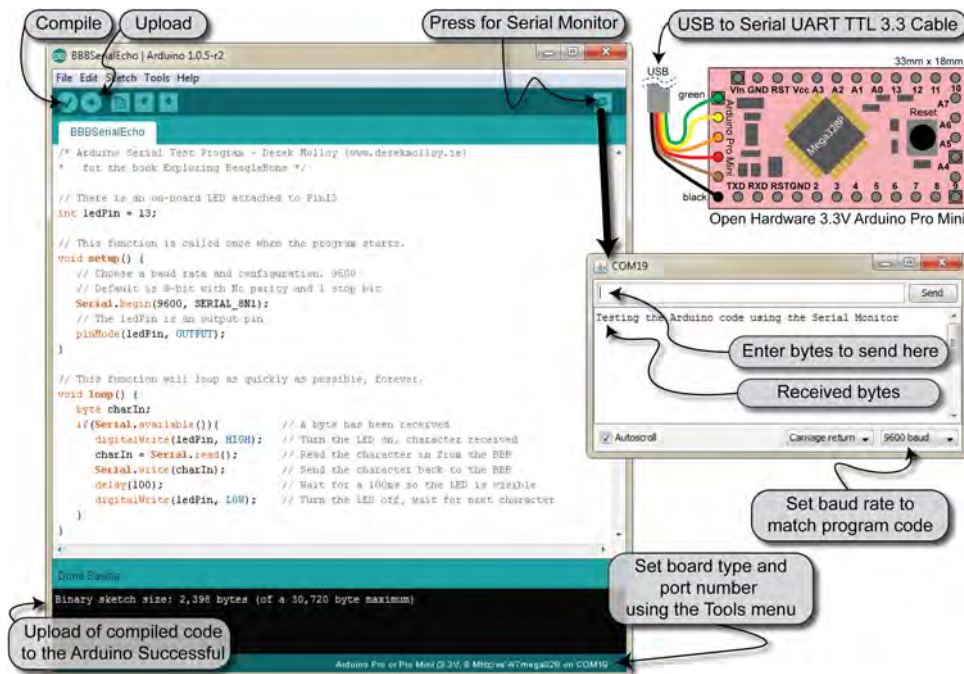 Compile
Upload
Press for Serial Monitor
USB to Serial UART TTL 3.3 Cable
BBBSerialEcho | Arduino 1.0.5-r2
File Edit Sketch Tools Help
BBBSerialEcho
/* Arduino Serial Test Program - Derek Molloy (www.derekmolloy.ie)
*   for the book Exploring BeagleBone */
// There is an on-board LED attached to Pin13
int ledPin = 13;
// This function is called once when the program starts.
void setup() {
// Choose a baud rate and configuration. 9600
// Default is 8-bit with No parity and 1 stop bit
Serial.begin(9600, SERIAL_8N1);
// The ledPin is an output pin
pinMode(ledPin, OUTPUT);
}
// This function will loop as quickly as possible, forever.
void loop() {
byte charIn;
if(Serial.available()){ // A byte has been received
digitalWrite(ledPin, HIGH); // Turn the LED on, character received
charIn = Serial.read(); // Read the character in from the BBB
Serial.write(charIn); // Send the character back to the BBB
delay(100); // Wait for a 100ms so the LED is visible
digitalWrite(ledPin, LOW); // Turn the LED off, wait for next character
}
}
Done Saving
Binary sketch size: 2,398 bytes (of a 30,720 byte maximum)
Upload of compiled code
to the Arduino Successful
Arduino Pro or Pro Mini (3.3V, 8 MHz) w/ ATmega328 on COM19
USB
33mm x 18mm
green
Vin GND RST Vcc A3 A2 A1 A0 13 12 11 10
A7
A6
A5
A4
Reset
Arduino Pro Mini
Mega328P
black
TXD RXD RST GND 2 3 4 5 6 7 8 9
Open Hardware 3.3V Arduino Pro Mini
COM19
Send
Testing the Arduino code using the Serial Monitor
Enter bytes to send here
Received bytes
Autoscroll
Carriage return
9600 baud
Set baud rate to
match program code
Set board type and
port number
using the Tools menu